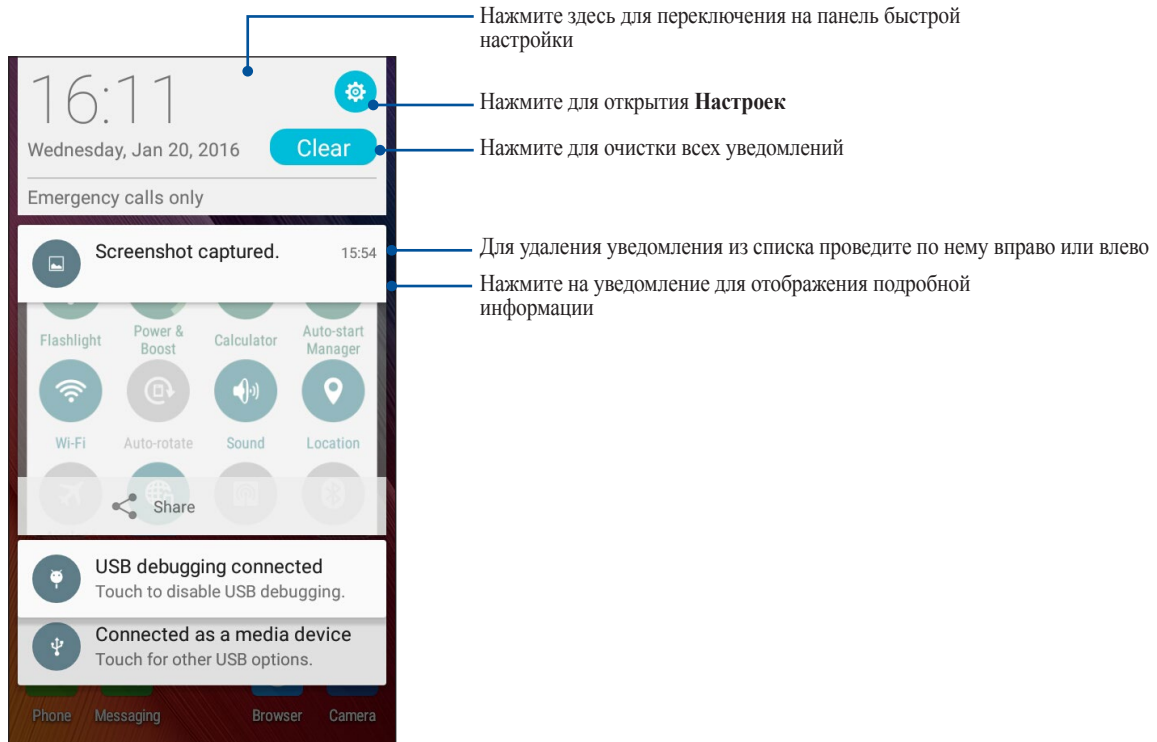 Нажмите здесь для переключения на панель быстрой
настройки
16:11
Нажмите для открытия Настроек
Wednesday, Jan 20, 2016
Clear
Нажмите для очистки всех уведомлений
Emergency calls only
Screenshot captured.
15:54
Для удаления уведомления из списка проведите по нему вправо или влево
Нажмите на уведомление для отображения подробной
информации
Flashlight
Power &
Boost
Calculator
Auto-start
Manager
Wi-Fi
Auto-rotate
Sound
Location
Share
USB debugging connected
Touch to disable USB debugging.
Connected as a media device
Touch for other USB options.
Phone
Messaging
Browser
Camera